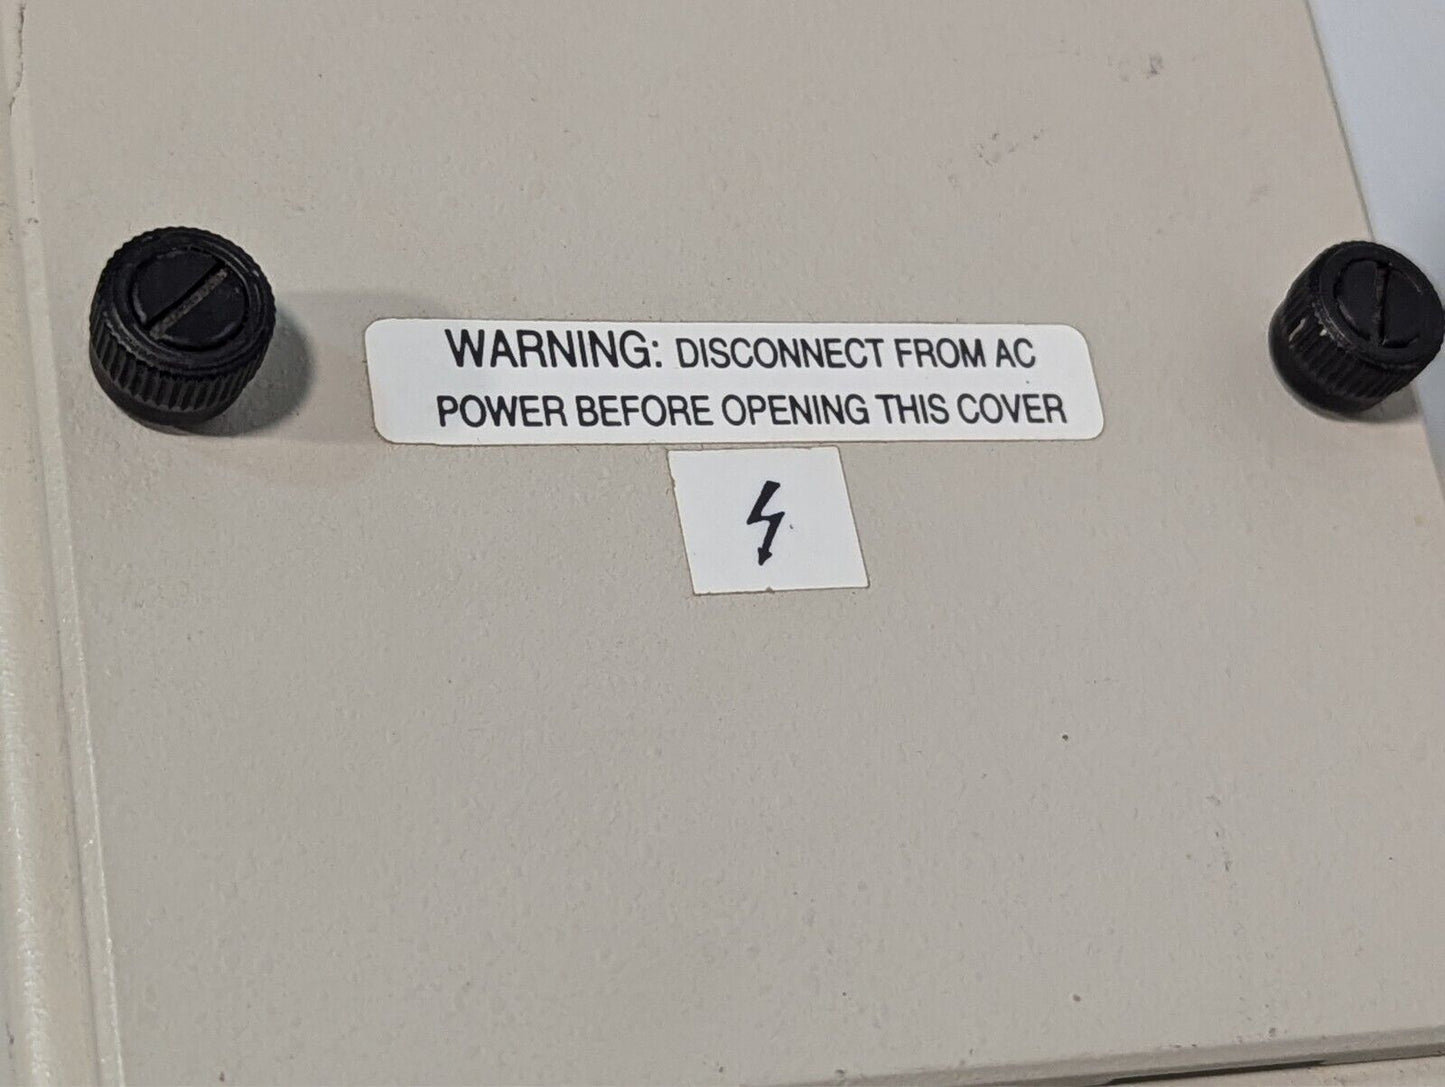 WARNING: DISCONNECT FROM AC
POWER BEFORE OPENING THIS COVER